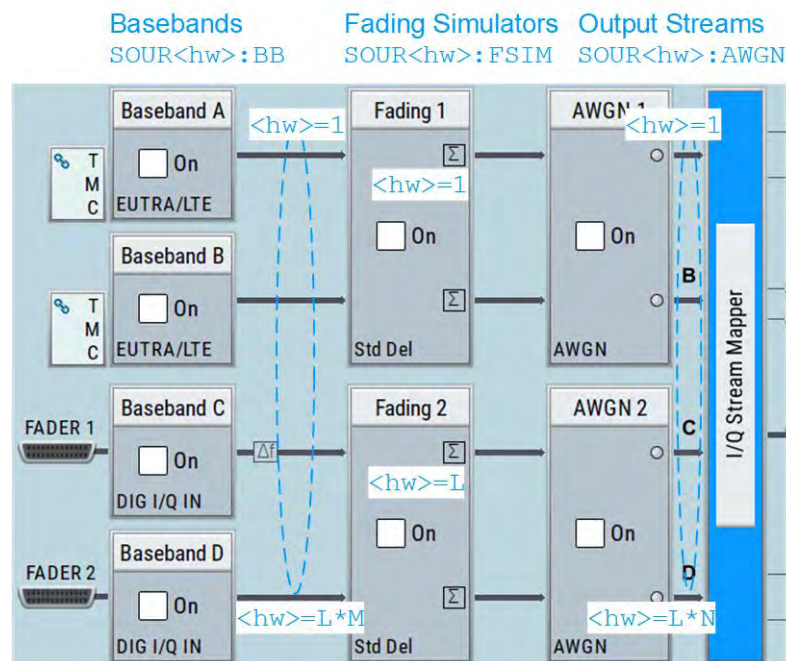 Basebands Fading Simulators Output Streams
SOUR<hw>:BB SOUR<hw>:FSIM SOUR<hw>:AWGN
Baseband A Fading 1 AWGN 1
<hw>=1 <hw>=1
T On Σ
M <hw>=1
C EUTRA/LTE
On On
Baseband B
B
T On Σ
M
C EUTRA/LTE Std Del AWGN
I/Q Stream Mapper
Baseband C Fading 2 AWGN 2
FADER 1 C
On Δf Σ
<hw>=L
DIG I/Q IN
On On
Baseband D
FADER 2 D
On Σ
<hw>=L*M <hw>=L*N
DIG I/Q IN Std Del AWGN